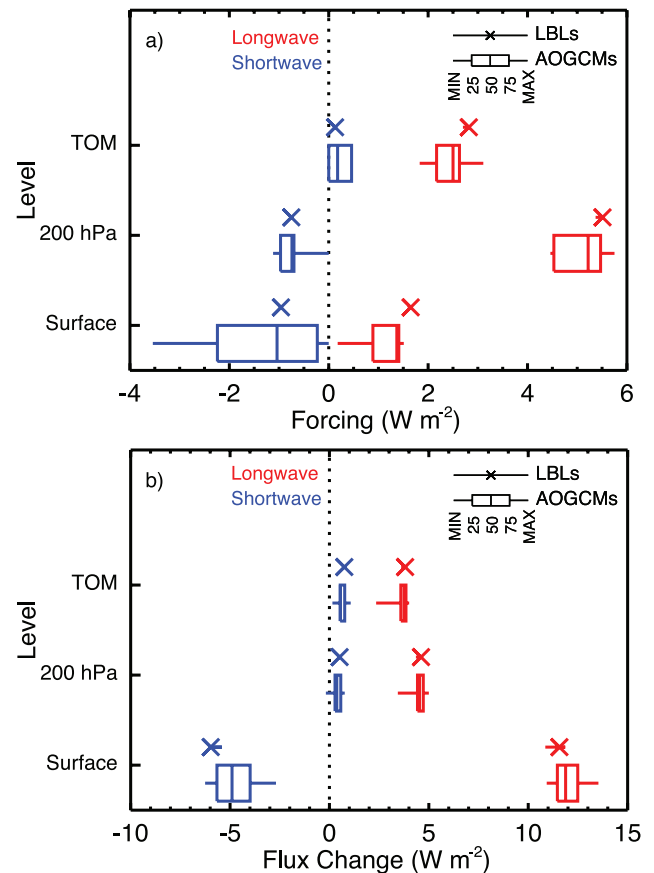 a)
Longwave
Shortwave
LBLs
AOGCMs
MIN
25
50
75
MAX
Level
TOM
200 hPa
Surface
-4 -2 0 2 4 6
Forcing (W m⁻²)
b)
Longwave
Shortwave
LBLs
AOGCMs
MIN
25
50
75
MAX
Level
TOM
200 hPa
Surface
-10 -5 0 5 10 15
Flux Change (W m⁻²)